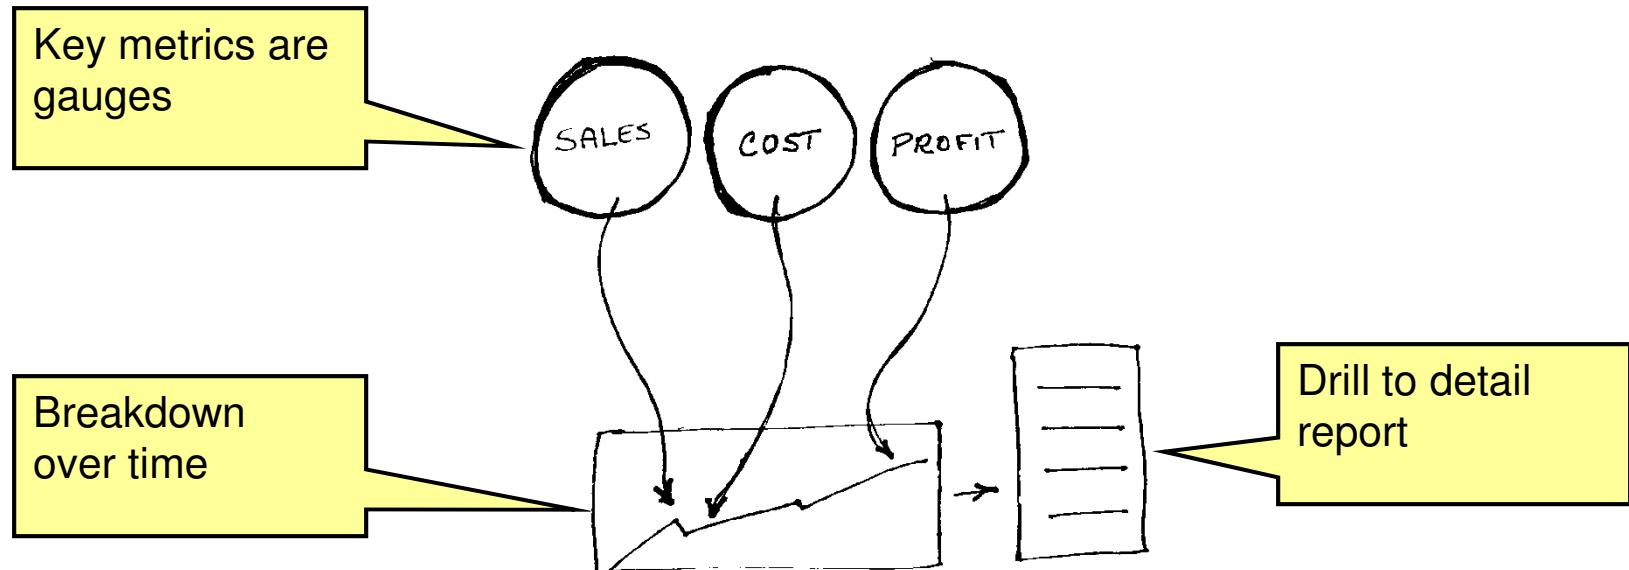 Key metrics are
gauges
SALES
COST
PROFIT
Breakdown
over time
Drill to detail
report